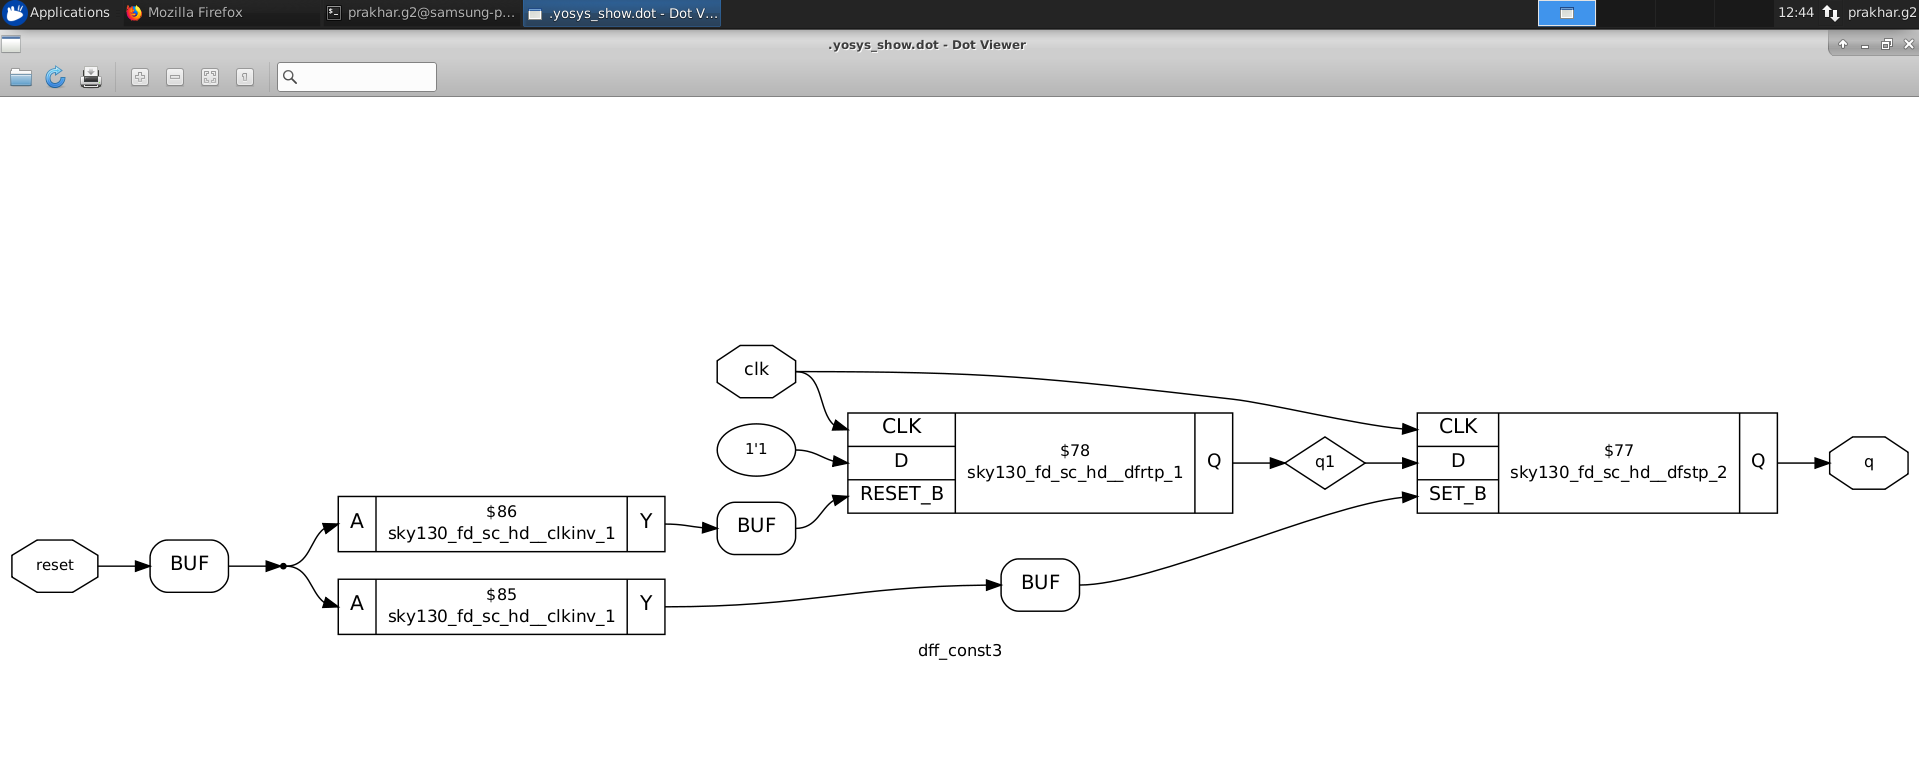 Applications Mozilla Firefox prakhar.g2@samsung-p... .yosys_show.dot - Dot V... 12:44 prakhar.g2
.yosys_show.dot - Dot Viewer
clk
1'1
CLK
D
RESET_B
$78
sky130_fd_sc_hd__dfrtp_1
Q
q1
CLK
D
SET_B
$77
sky130_fd_sc_hd__dfstp_2
Q
q
reset
BUF
A
$86
sky130_fd_sc_hd__clkinv_1
Y
BUF
A
$85
sky130_fd_sc_hd__clkinv_1
Y
BUF
dff_const3